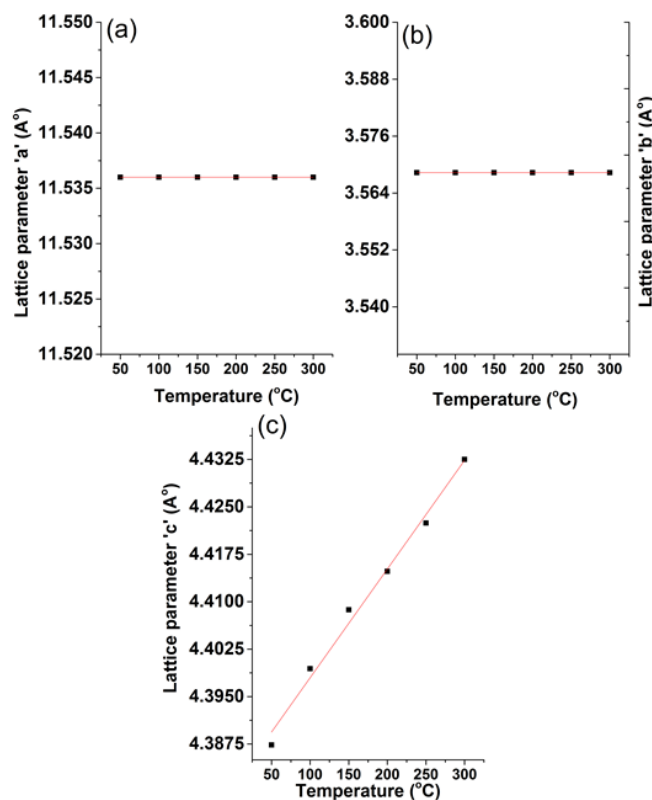 (a)
Lattice parameter 'a' (A°)
11.550
11.545
11.540
11.535
11.530
11.525
11.520
50 100 150 200 250 300
Temperature (°C)
(b)
3.600
3.588
3.576
3.564
3.552
3.540
Lattice parameter 'b' (A°)
50 100 150 200 250 300
Temperature (°C)
(c)
Lattice parameter 'c' (A°)
4.4325
4.4250
4.4175
4.4100
4.4025
4.3950
4.3875
50 100 150 200 250 300
Temperature (°C)